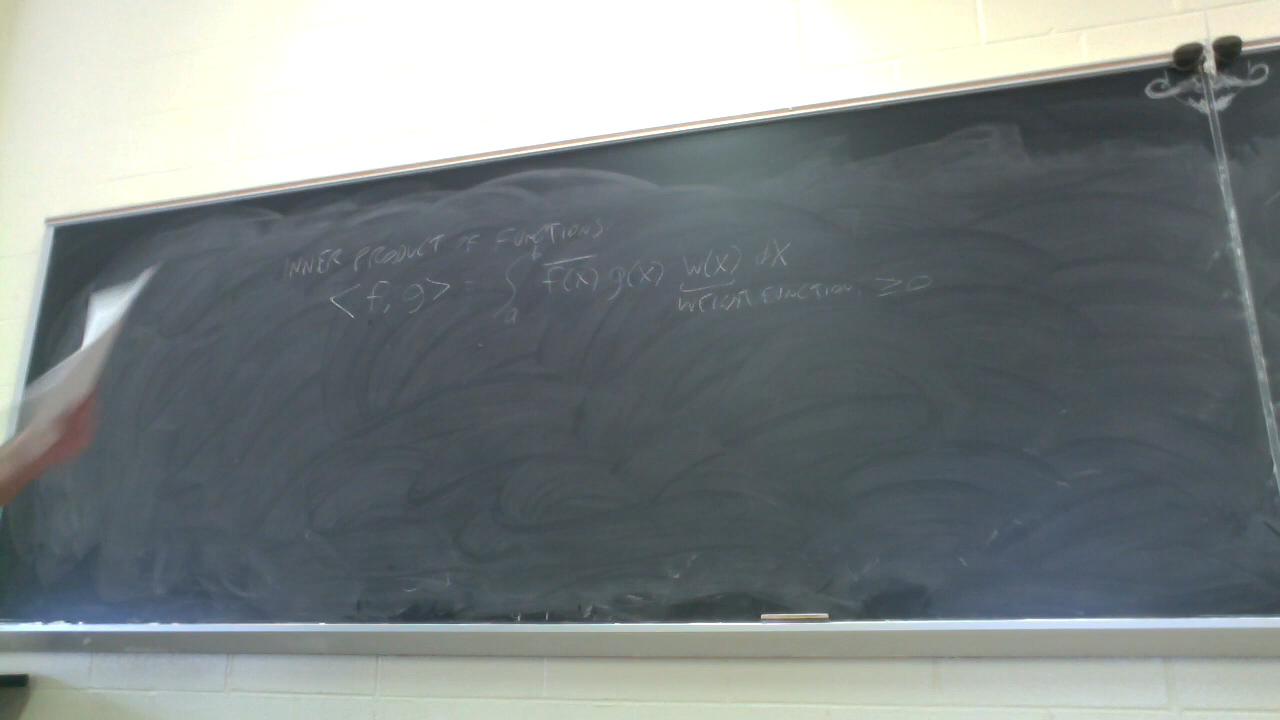 INNER PRODUCT OF FUNCTIONS
<f, g> = ∫ₐᵇ f̅(̅x̅)̅ g(x) w(x) dx
WEIGHT FUNCTION ≥0